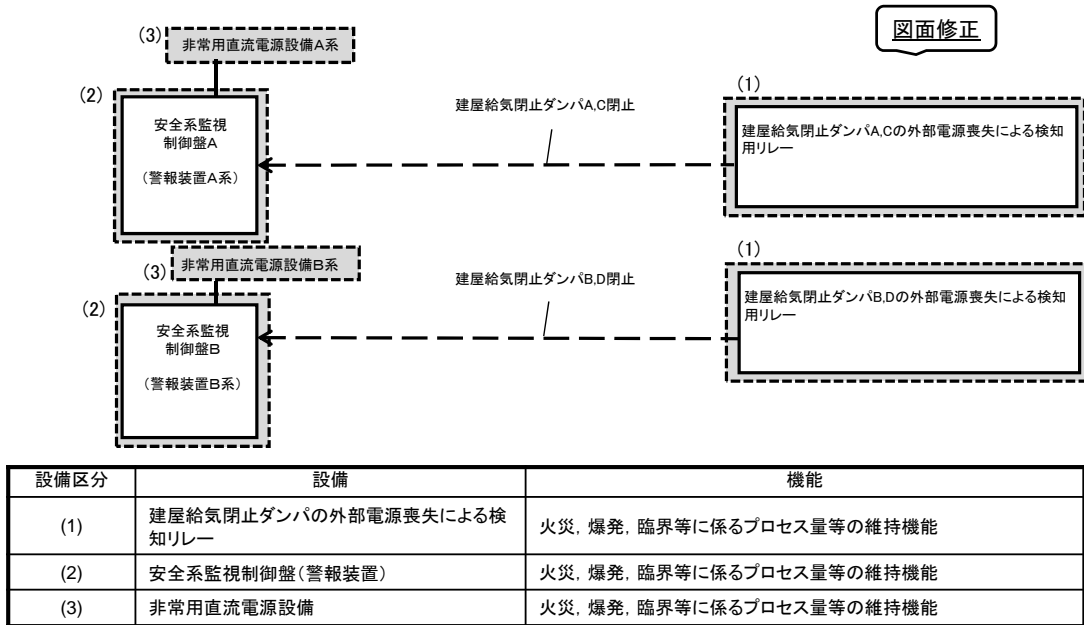 図面修正
(3)
非常用直流電源設備A系
(2)
安全系監視
制御盤A
(警報装置A系)
建屋給気閉止ダンパA,C閉止
(1)
建屋給気閉止ダンパA,Cの外部電源喪失による検知
用リレー
(3)
非常用直流電源設備B系
(2)
安全系監視
制御盤B
(警報装置B系)
建屋給気閉止ダンパB,D閉止
(1)
建屋給気閉止ダンパB,Dの外部電源喪失による検知
用リレー
設備区分 設備 機能
(1) 建屋給気閉止ダンパの外部電源喪失による検
知リレー 火災, 爆発, 臨界等に係るプロセス量等の維持機能
(2) 安全系監視制御盤(警報装置) 火災, 爆発, 臨界等に係るプロセス量等の維持機能
(3) 非常用直流電源設備 火災, 爆発, 臨界等に係るプロセス量等の維持機能